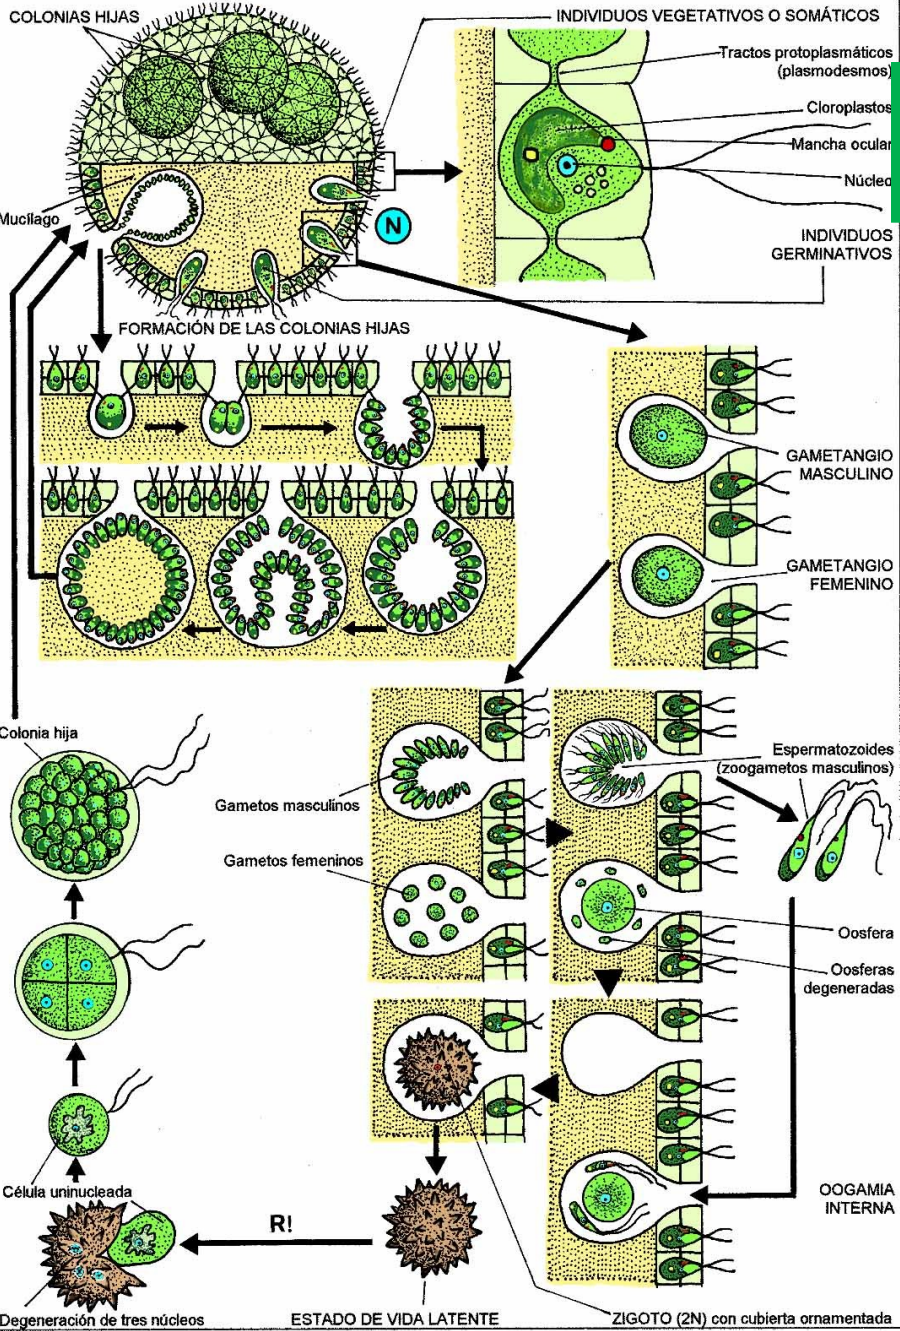 COLONIAS HIJAS
INDIVIDUOS VEGETATIVOS O SOMÁTICOS
Tractos protoplasmáticos
(plasmodesmos)
Cloroplastos
Mancha ocular
Núcleo
Mucílago
N
INDIVIDUOS
GERMINATIVOS
FORMACIÓN DE LAS COLONIAS HIJAS
GAMETANGIO
MASCULINO
GAMETANGIO
FEMENINO
Colonia hija
Espermatozoides
(zoogametos masculinos)
Gametos masculinos
Gametos femeninos
Oosfera
Oosferas
degeneradas
Célula uninucleada
OOGAMIA
INTERNA
R!
Degeneración de tres núcleos
ESTADO DE VIDA LATENTE
ZIGOTO (2N) con cubierta ornamentada